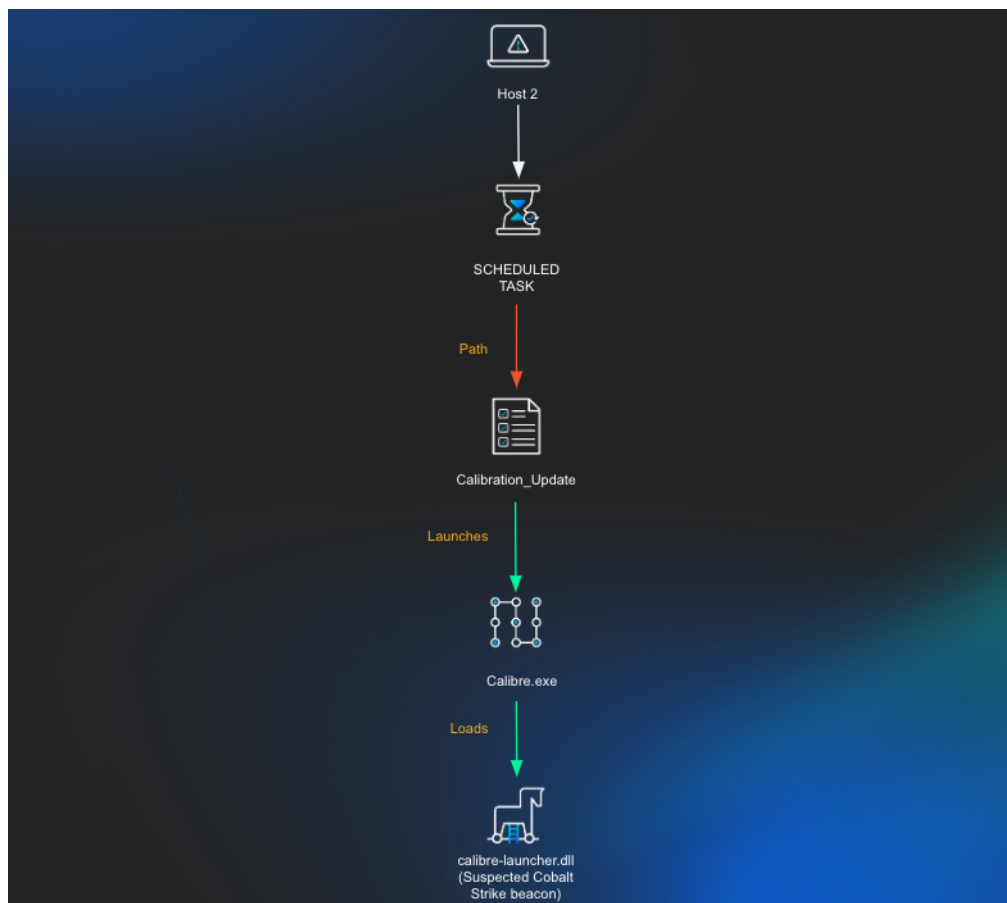 Host 2
SCHEDULED
TASK
Path
Calibration_Update
Launches
Calibre.exe
Loads
calibre-launcher.dll
(Suspected Cobalt
Strike beacon)